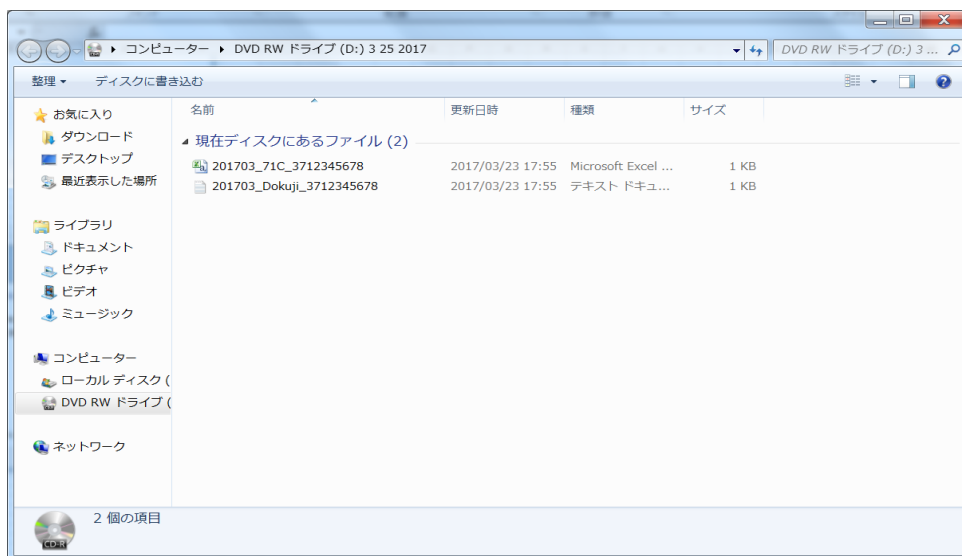 コンピューター ▸ DVD RW ドライブ (D:) 3 25 2017
DVD RW ドライブ (D:) 3 ...
整理
ディスクに書き込む
お気に入り
ダウンロード
デスクトップ
最近表示した場所
ライブラリ
ドキュメント
ピクチャ
ビデオ
ミュージック
コンピューター
ローカル ディスク (
DVD RW ドライブ (
ネットワーク
名前 更新日時 種類 サイズ
現在ディスクにあるファイル (2)
201703_71C_3712345678 2017/03/23 17:55 Microsoft Excel ... 1 KB
201703_Dokuji_3712345678 2017/03/23 17:55 テキスト ドキュ... 1 KB
2 個の項目
CD-R